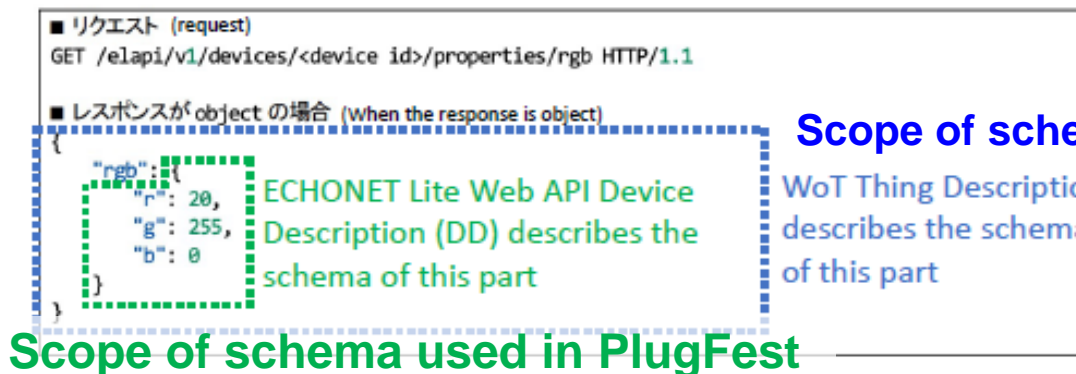 ■ リクエスト (request)
GET /elapi/v1/devices/<device id>/properties/rgb HTTP/1.1
■ レスポンスが object の場合 (When the response is object)
{
"rgb": {
"r": 20,
"g": 255,
"b": 0
}
}
ECHONET Lite Web API Device
Description (DD) describes the
schema of this part
Scope of sche
WoT Thing Descriptio
describes the schema
of this part
Scope of schema used in PlugFest